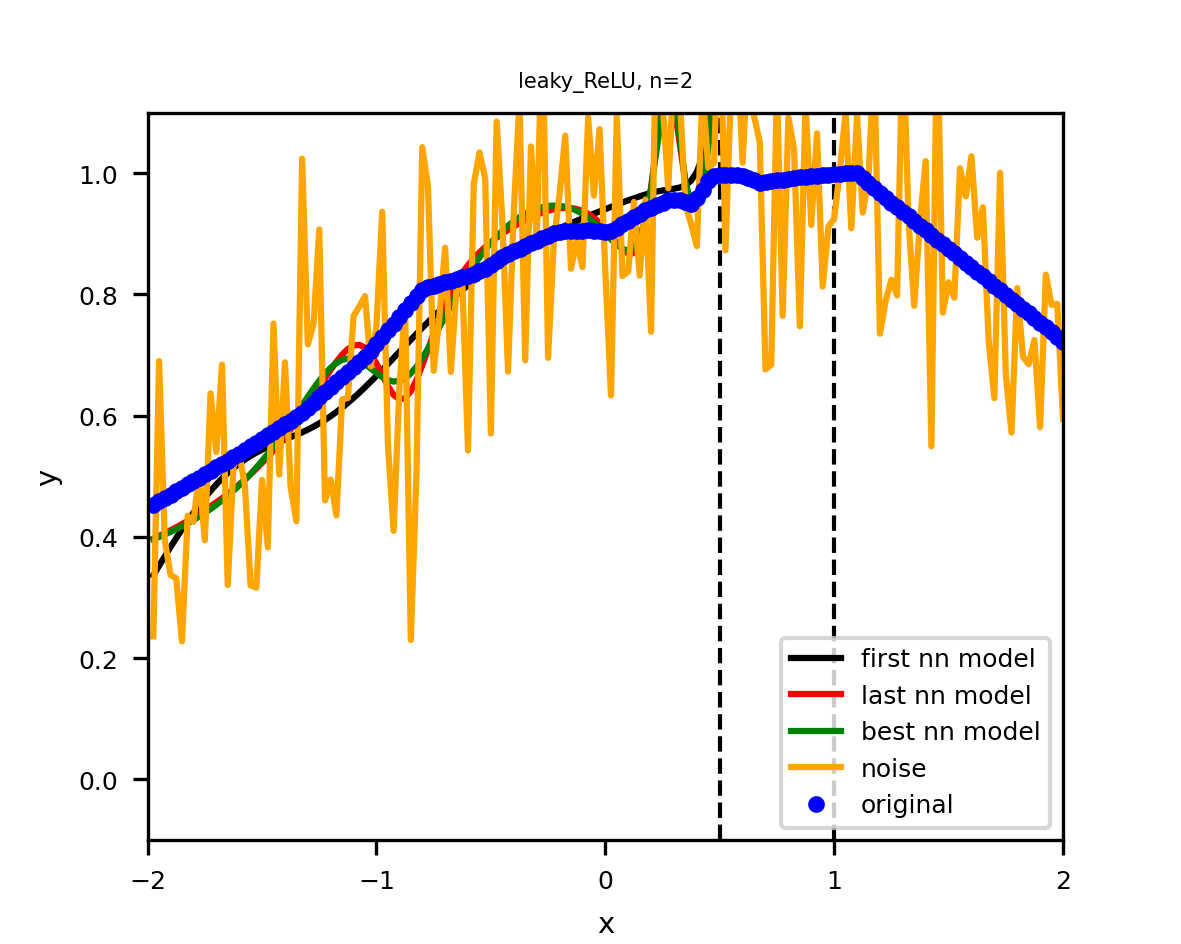 leaky_ReLU, n=2
1.0
0.8
0.6
0.4
0.2
0.0
y
−2
−1
0
1
2
x
first nn model
last nn model
best nn model
noise
original